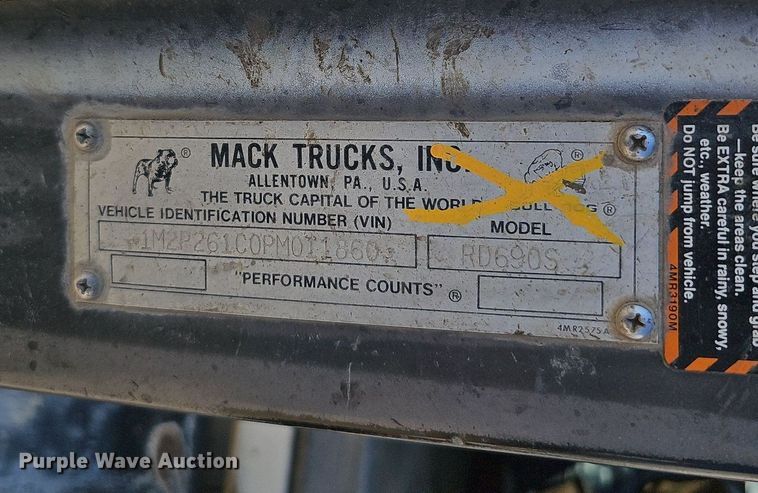 MACK TRUCKS, INC.
ALLENTOWN, PA., U.S.A.
THE TRUCK CAPITAL OF THE WORLD
VEHICLE IDENTIFICATION NUMBER (VIN) MODEL
1M2P261C0PM011860 RD690S
"PERFORMANCE COUNTS" ®
4MR2575A
Be sure where you step and grab
—keep the areas clean.
Be EXTRA careful in rainy, snowy,
etc., weather.
Do NOT jump from vehicle.
4MR3190M
Purple Wave Auction